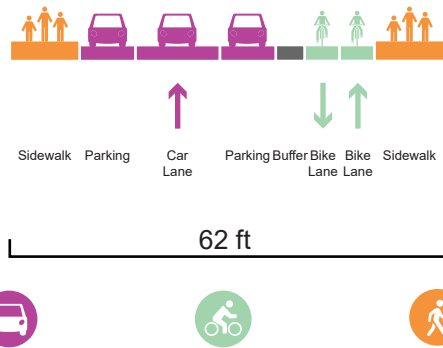 Sidewalk Parking Car Parking Buffer Bike Bike Sidewalk
Lane Lane Lane
62 ft